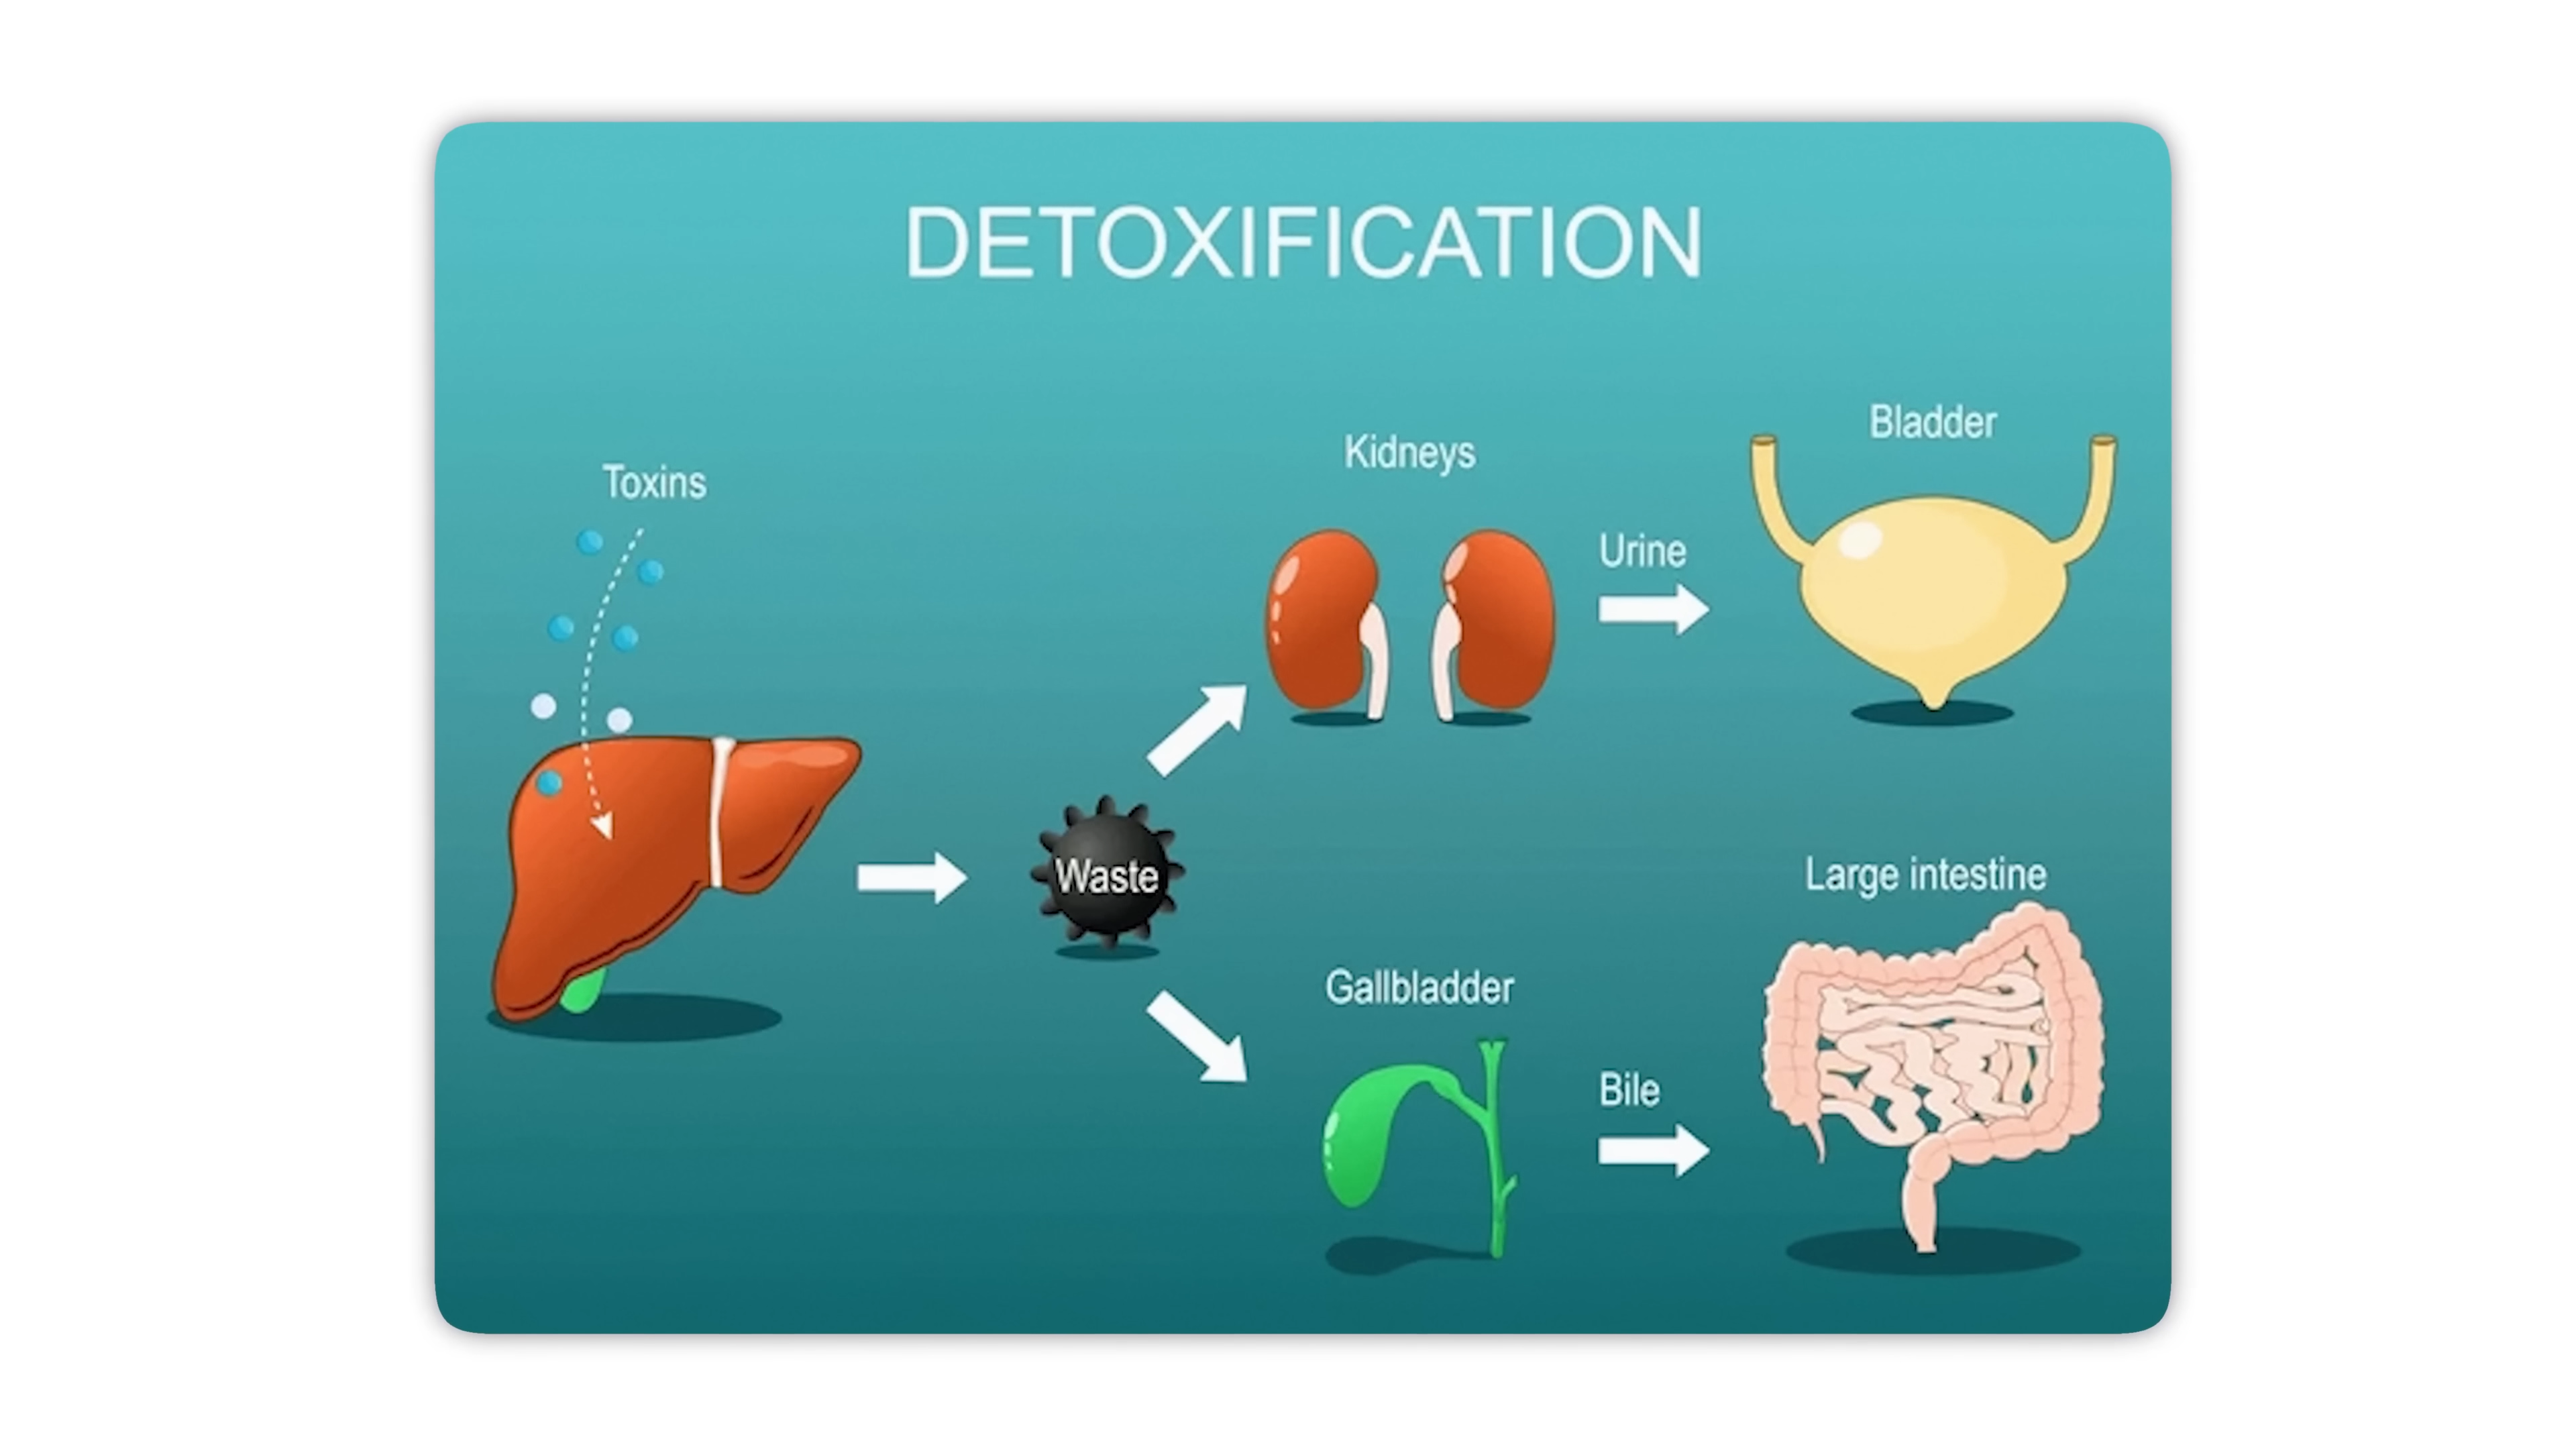 DETOXIFICATION
Toxins
Kidneys
Urine
Bladder
Waste
Gallbladder
Bile
Large intestine